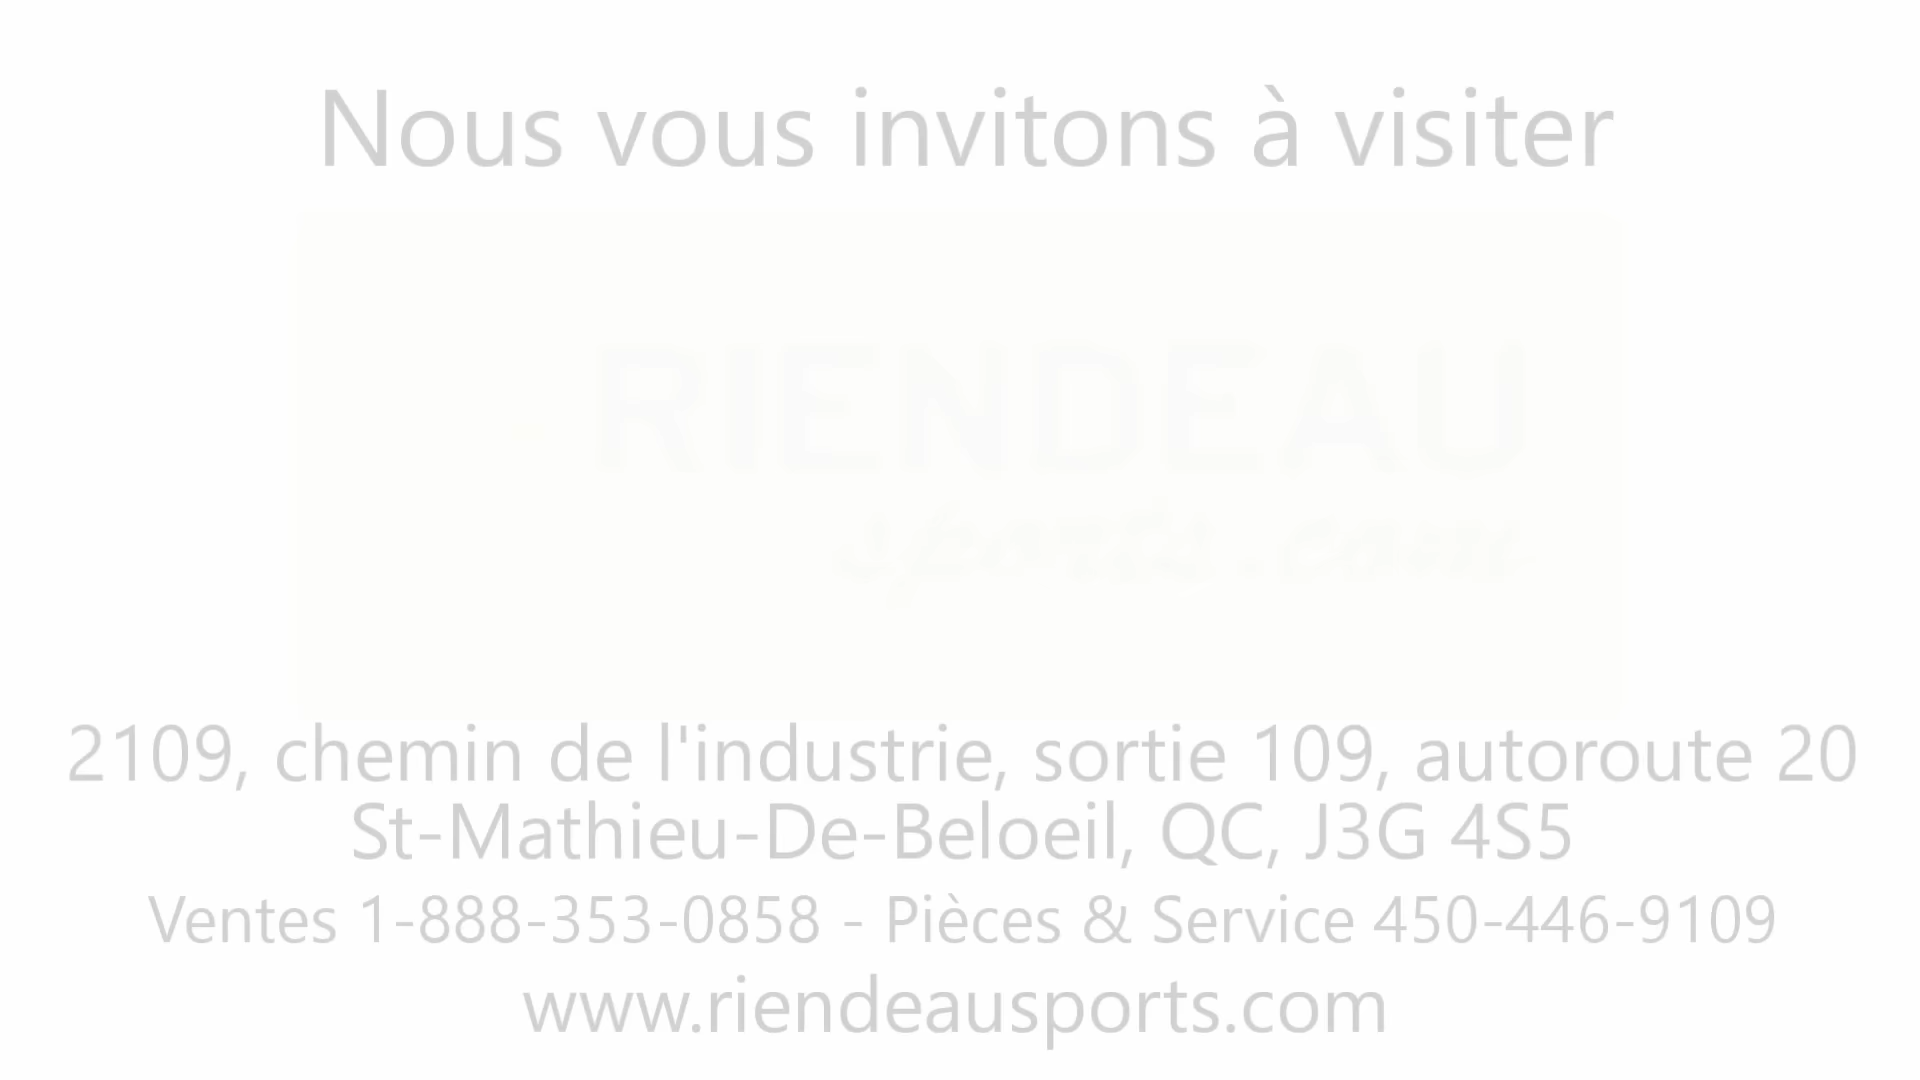 Nous vous invitons à visiter
RIENDEAU
2109, chemin de l'industrie, sortie 109, autoroute 20
St-Mathieu-De-Beloeil, QC, J3G 4S5
Ventes 1-888-353-0858 - Pièces & Service 450-446-9109
www.riendeausports.com